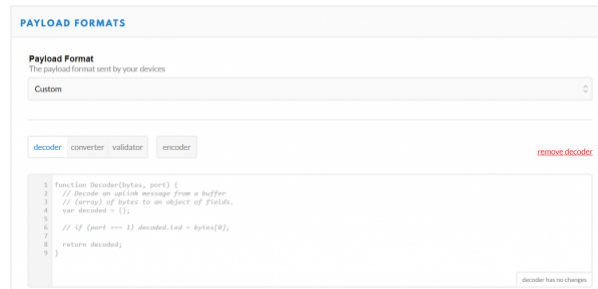 PAYLOAD FORMATS
Payload Format
The payload format sent by your devices
Custom
decoder converter validator encoder
remove decoder
1 function Decoder(bytes, port) {
2 // Decode an uplink message from a buffer
3 // (array) of bytes to an object of fields.
4 var decoded = {};
5
6 // if (port === 1) decoded.led = bytes[0];
7
8 return decoded;
9 }
decoder has no changes